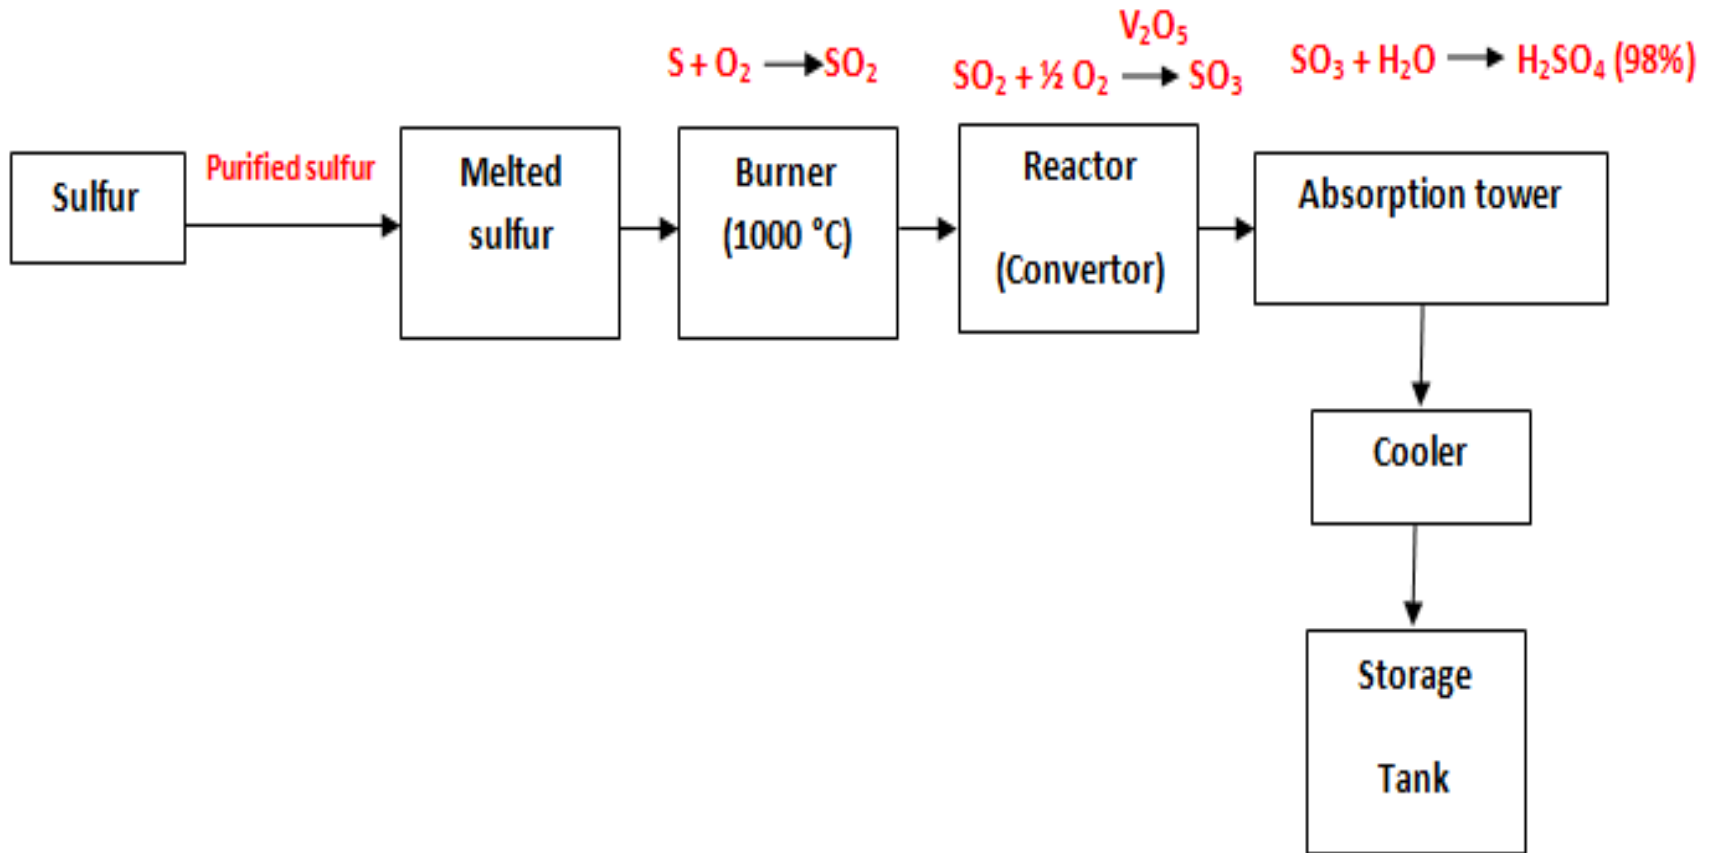 V₂O₅
S + O₂ → SO₂
SO₂ + ½ O₂ → SO₃
SO₃ + H₂O → H₂SO₄ (98%)
Sulfur
Purified sulfur
Melted
sulfur
Burner
(1000 °C)
Reactor
(Convertor)
Absorption tower
Cooler
Storage
Tank